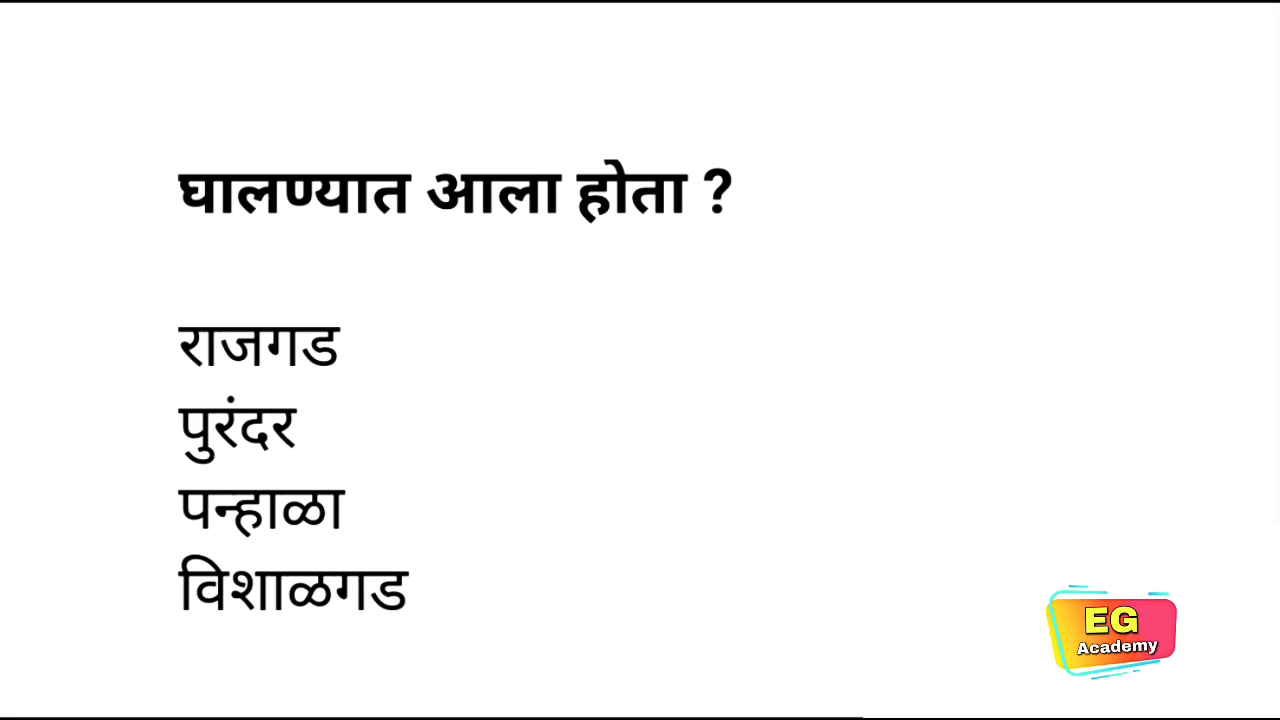 घालण्यात आला होता ?
राजगड
पुरंदर
पन्हाळा
विशाळगड
EG
Academy